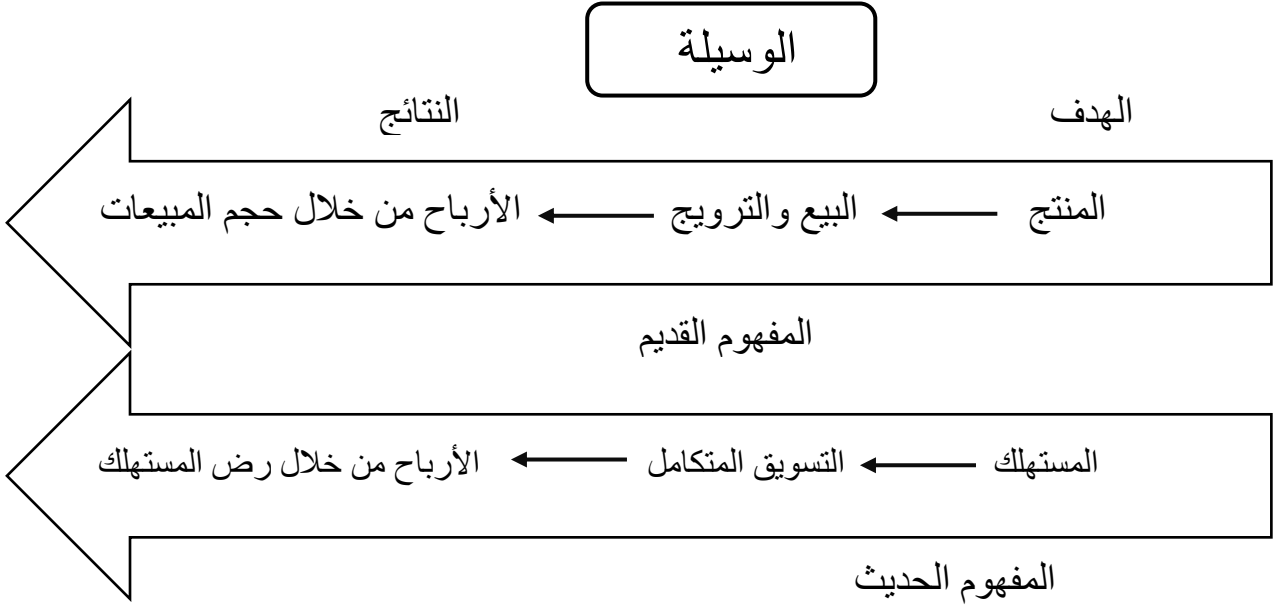 الوسيلة
الهدف النتائج
المنتج البيع والترويج الأرباح من خلال حجم المبيعات
المفهوم القديم
المستهلك التسويق المتكامل الأرباح من خلال رض المستهلك
المفهوم الحديث